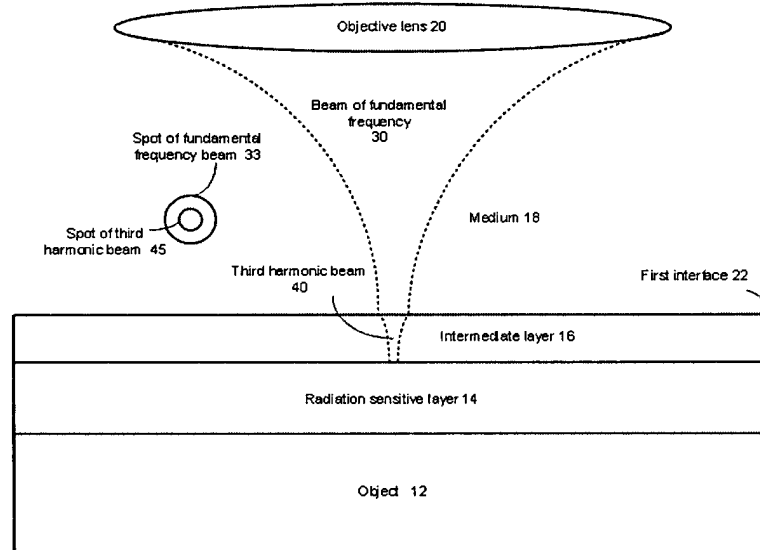 Objective lens 20
Beam of fundamental
frequency
30
Spot of fundamental
frequency beam 33
Spot of third
harmonic beam 45
Medium 18
Third harmonic beam
40
First interface 22
Intermediate layer 16
Radiation sensitive layer 14
Object 12